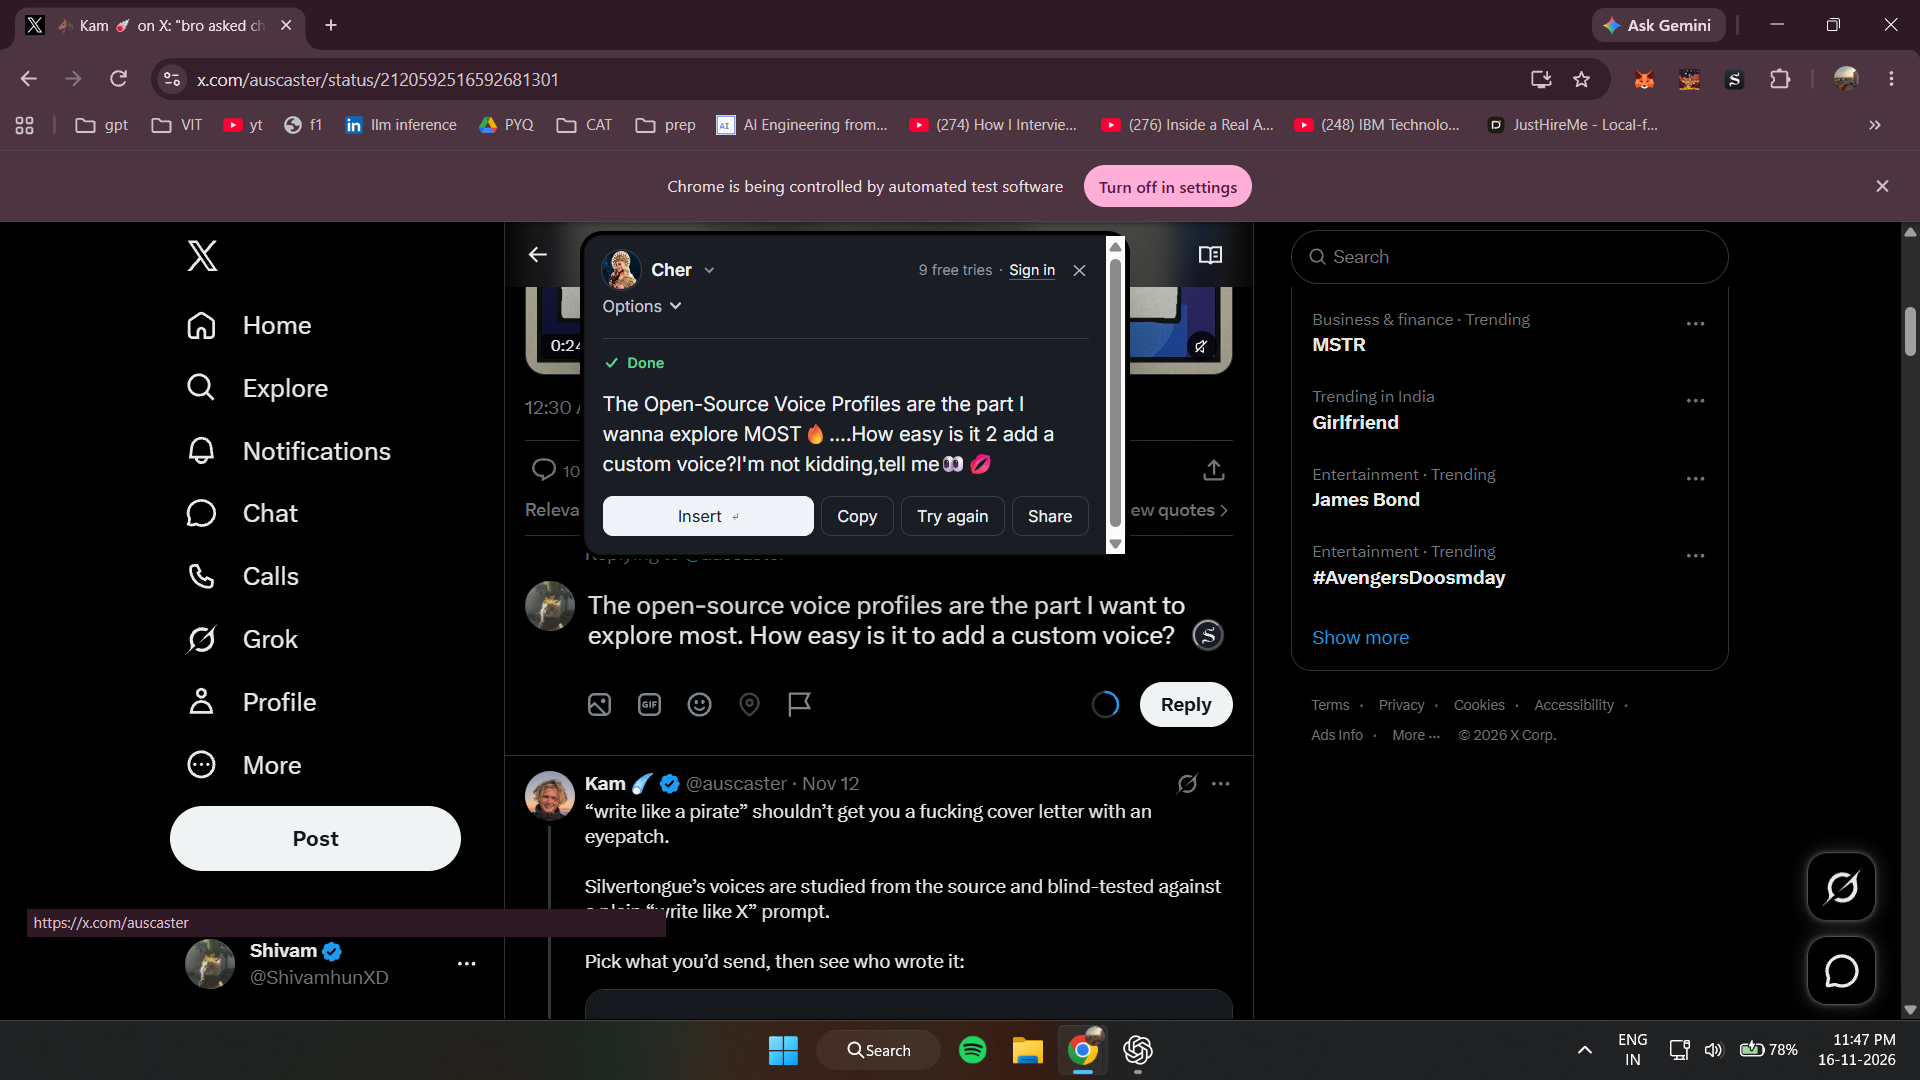 Kam on X: "bro asked ch
Ask Gemini
x.com/auscaster/status/2120592516592681301
gpt
VIT
yt
f1
llm inference
PYQ
CAT
prep
AI Engineering from...
(274) How I Intervie...
(276) Inside a Real A...
(248) IBM Technolo...
JustHireMe - Local-f...
Chrome is being controlled by automated test software
Turn off in settings
Home
Explore
Notifications
Chat
Calls
Grok
Profile
More
Post
https://x.com/auscaster
Shivam
@ShivamhunXD
Cher
9 free tries · Sign in
Options
0:24
Done
12:30
The Open-Source Voice Profiles are the part I
wanna explore MOST🔥....How easy is it 2 add a
custom voice?I'm not kidding,tell me👀💋
10
Insert
Copy
Try again
Share
Releva
ew quotes
The open-source voice profiles are the part I want to
explore most. How easy is it to add a custom voice?
GIF
Reply
Kam @auscaster · Nov 12
“write like a pirate” shouldn’t get you a fucking cover letter with an
eyepatch.
Silvertongue’s voices are studied from the source and blind-tested against
a plain “write like X” prompt.
Pick what you’d send, then see who wrote it:
Search
Business & finance · Trending
MSTR
Trending in India
Girlfriend
Entertainment · Trending
James Bond
Entertainment · Trending
#AvengersDoosmday
Show more
Terms · Privacy · Cookies · Accessibility ·
Ads Info · More ··· © 2026 X Corp.
Search
ENG
IN
78%
11:47 PM
16-11-2026